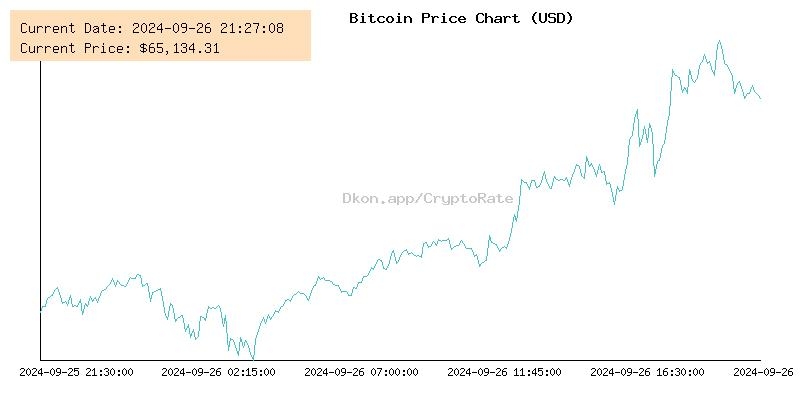 Bitcoin Price Chart (USD)
Current Date: 2024-09-26 21:27:08
Current Price: $65,134.31
Dkon.app/CryptoRate
2024-09-25 21:30:00 2024-09-26 02:15:00 2024-09-26 07:00:00 2024-09-26 11:45:00 2024-09-26 16:30:00 2024-09-26